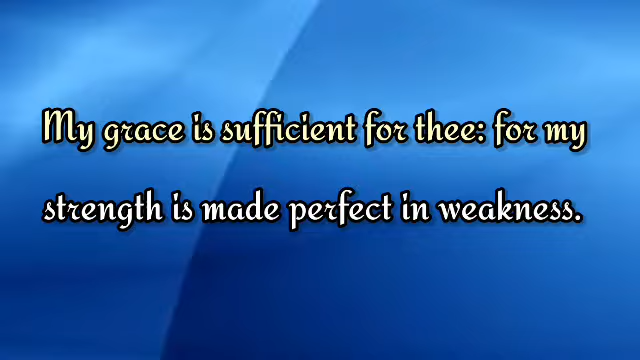 My grace is sufficient for thee: for my
strength is made perfect in weakness.